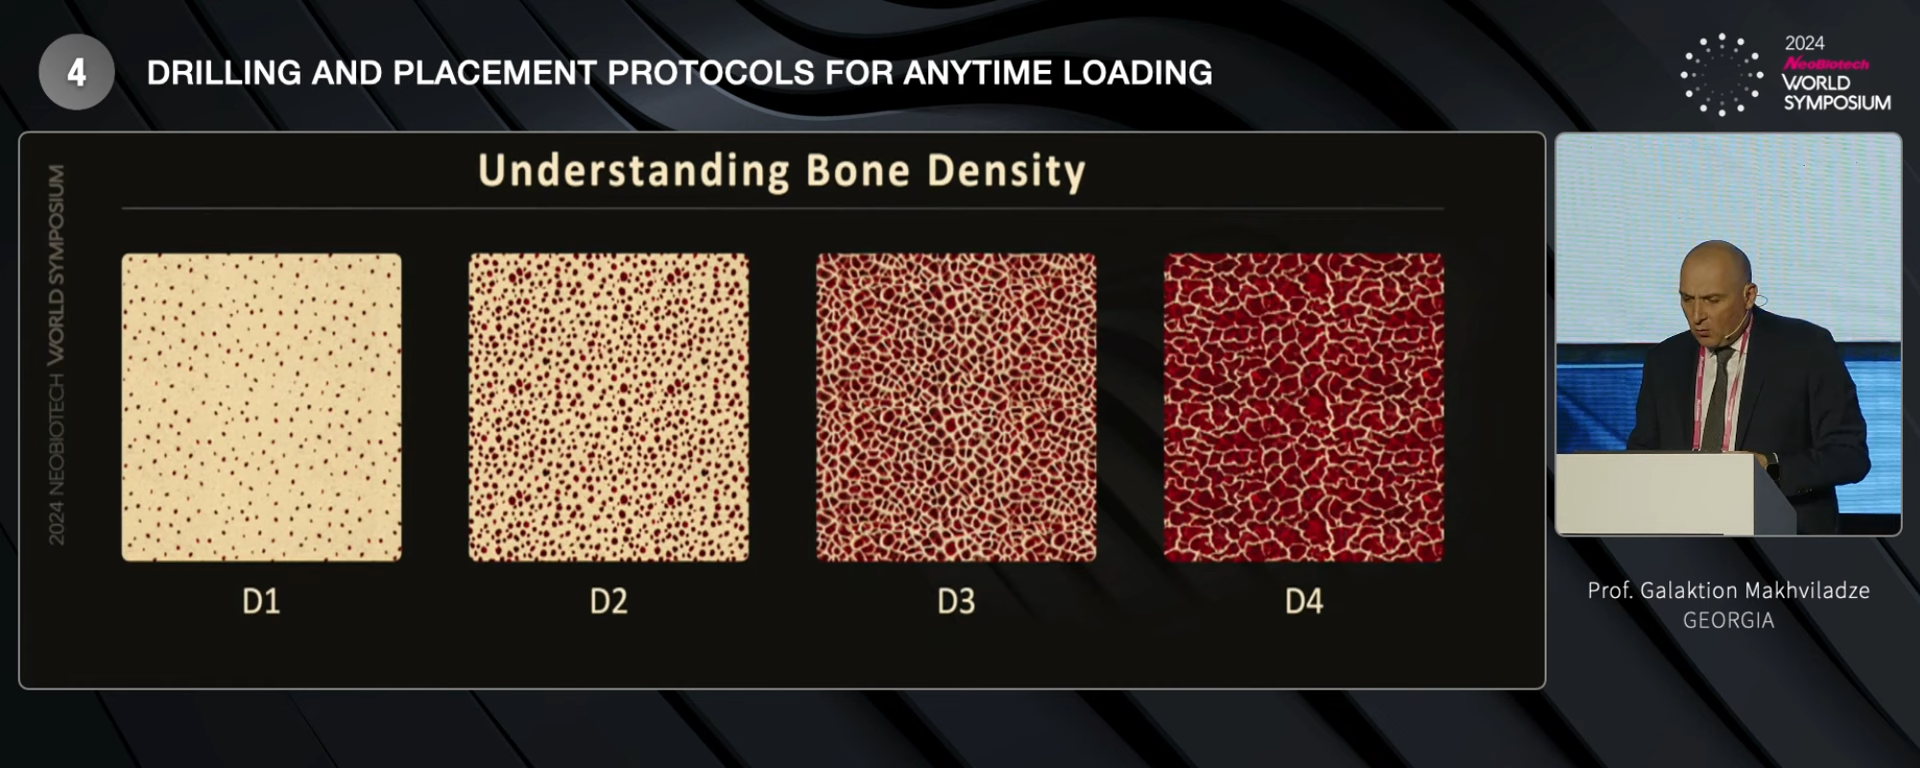 4
DRILLING AND PLACEMENT PROTOCOLS FOR ANYTIME LOADING
2024
NeoBiotech
WORLD
SYMPOSIUM
2024 NEOBIOTECH WORLD SYMPOSIUM
Understanding Bone Density
D1
D2
D3
D4
Prof. Galaktion Makhviladze
GEORGIA